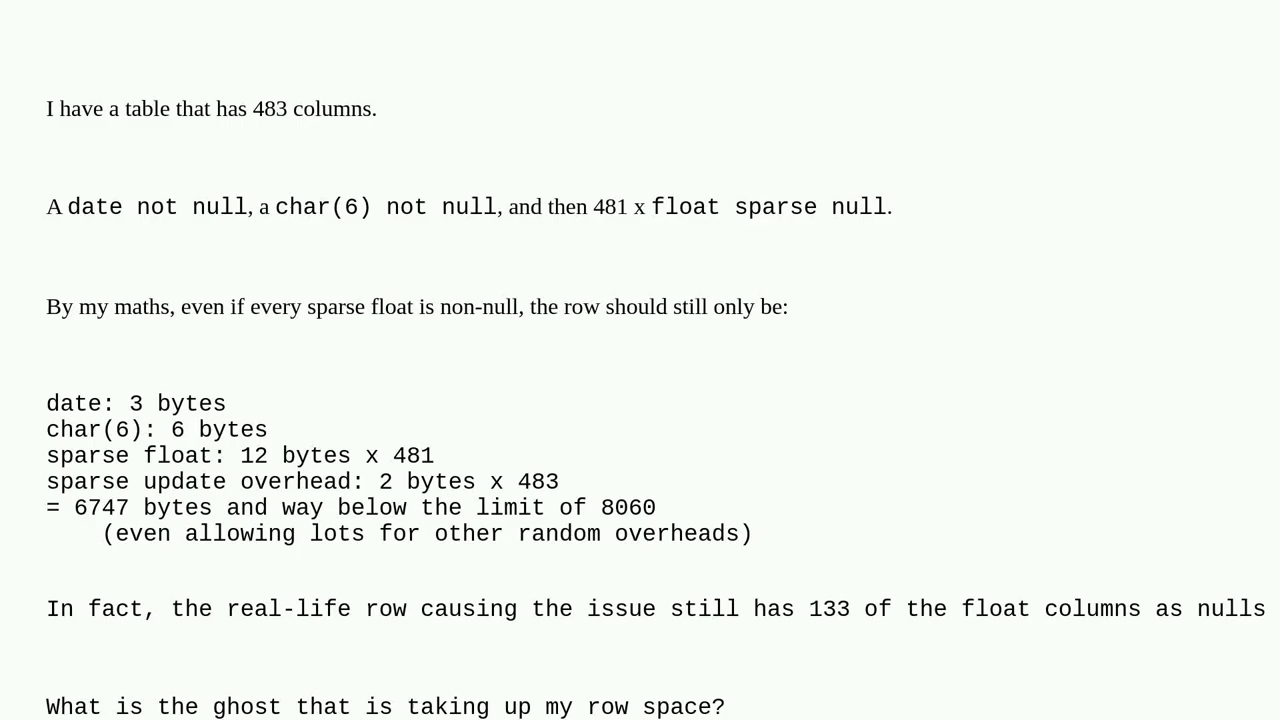 I have a table that has 483 columns.
A date not null, a char(6) not null, and then 481 x float sparse null.
By my maths, even if every sparse float is non-null, the row should still only be:
date: 3 bytes
char(6): 6 bytes
sparse float: 12 bytes x 481
sparse update overhead: 2 bytes x 483
= 6747 bytes and way below the limit of 8060
(even allowing lots for other random overheads)
In fact, the real-life row causing the issue still has 133 of the float columns as nulls
What is the ghost that is taking up my row space?